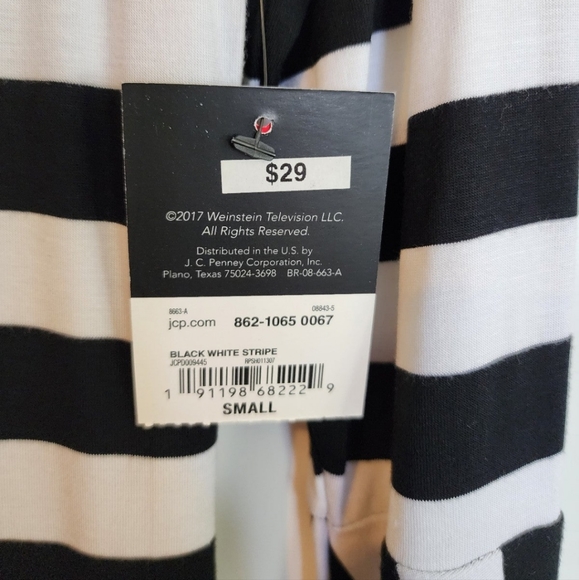 $29
©2017 Weinstein Television LLC.
All Rights Reserved.
Distributed in the U.S. by
J. C. Penney Corporation, Inc.
Plano, Texas 75024-3698 BR-08-663-A
8663-A 08843-5
jcp.com 862-1065 0067
BLACK WHITE STRIPE
JCPD009445 RPSH011307
1 91198 68222 9
SMALL